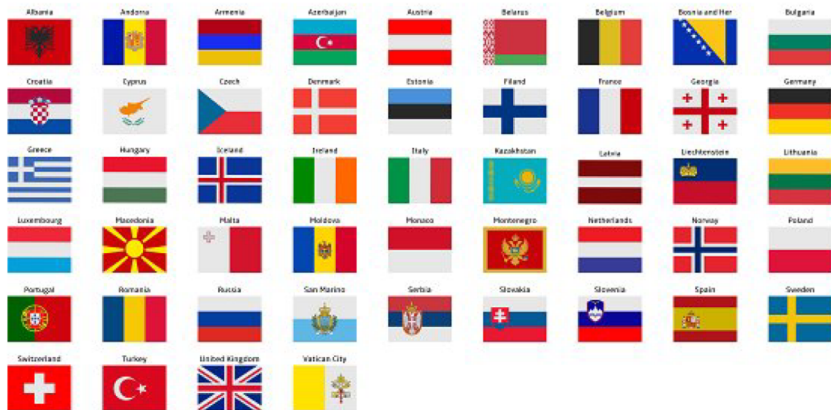 Albania Andorra Armenia Azerbaijan Austria Belarus Belgium Bosnia and Her Bulgaria
Croatia Cyprus Czech Denmark Estonia Filand France Georgia Germany
Greece Hungary Iceland Ireland Italy Kazakhstan Latvia Liechtenstein Lithuania
Luxembourg Macedonia Malta Moldova Monaco Montenegro Netherlands Norway Poland
Portugal Romania Russia San Marino Serbia Slovakia Slovenia Spain Sweden
Switzerland Turkey United Kingdom Vatican City